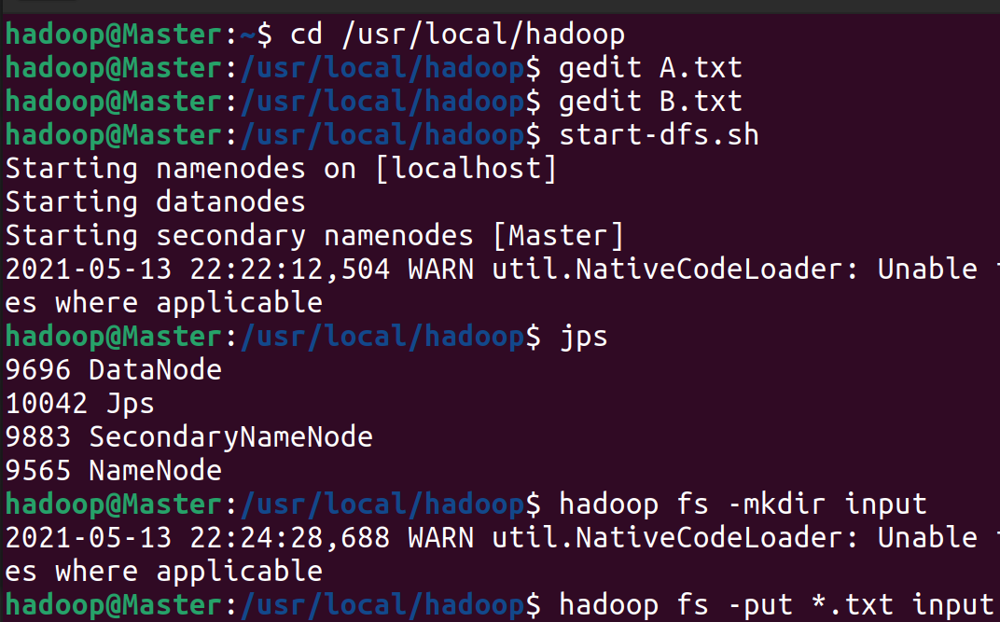 hadoop@Master:~$ cd /usr/local/hadoop
hadoop@Master:/usr/local/hadoop$ gedit A.txt
hadoop@Master:/usr/local/hadoop$ gedit B.txt
hadoop@Master:/usr/local/hadoop$ start-dfs.sh
Starting namenodes on [localhost]
Starting datanodes
Starting secondary namenodes [Master]
2021-05-13 22:22:12,504 WARN util.NativeCodeLoader: Unable
es where applicable
hadoop@Master:/usr/local/hadoop$ jps
9696 DataNode
10042 Jps
9883 SecondaryNameNode
9565 NameNode
hadoop@Master:/usr/local/hadoop$ hadoop fs -mkdir input
2021-05-13 22:24:28,688 WARN util.NativeCodeLoader: Unable
es where applicable
hadoop@Master:/usr/local/hadoop$ hadoop fs -put *.txt input